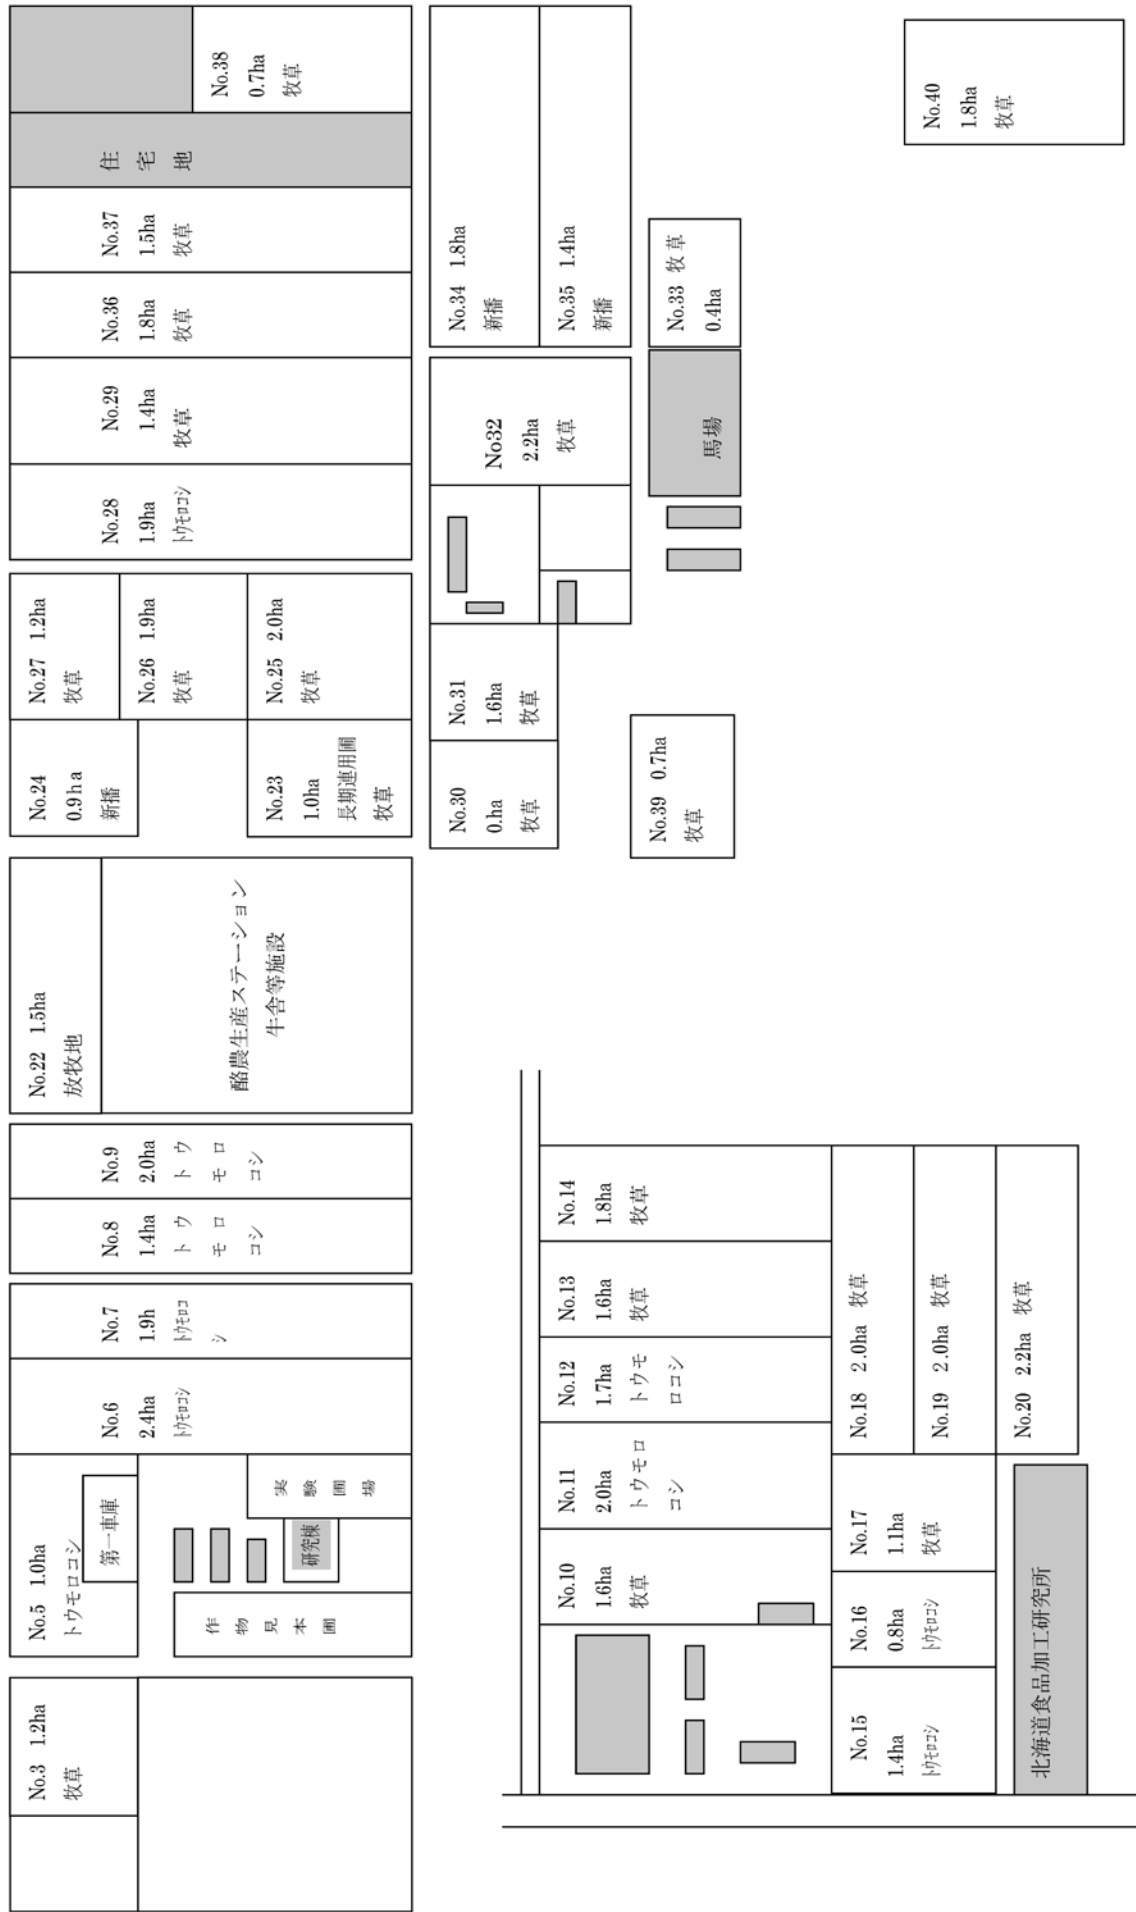 No.3 1.2ha
牧草
No.5 1.0ha
トウモロコシ
第一車庫
作物見本圃
研究棟
実験圃場
No.6
2.4ha
トウモロコシ
No.7
1.9h
トウモロコ
シ
No.8
1.4ha
トウ
モロ
コシ
No.9
2.0ha
トウ
モロ
コシ
No.22 1.5ha
放牧地
酪農生産ステーション
牛舎等施設
No.24
0.9ha
新播
No.23
1.0ha
長期連用圃
牧草
No.27 1.2ha
牧草
No.26 1.9ha
牧草
No.25 2.0ha
牧草
No.28
1.9ha
トウモロコシ
No.29
1.4ha
牧草
No.36
1.8ha
牧草
No.37
1.5ha
牧草
住宅地
No.38
0.7ha
牧草
No.30
0.ha
牧草
No.31
1.6ha
牧草
No32
2.2ha
牧草
No.34 1.8ha
新播
No.35 1.4ha
新播
No.39 0.7ha
牧草
馬場
No.33 牧草
0.4ha
No.40
1.8ha
牧草
No.10
1.6ha
牧草
No.11
2.0ha
トウモロ
コシ
No.12
1.7ha
トウモ
ロコシ
No.13
1.6ha
牧草
No.14
1.8ha
牧草
No.15
1.4ha
トウモロコシ
No.16
0.8ha
トウモロコシ
No.17
1.1ha
牧草
No.18 2.0ha 牧草
No.19 2.0ha 牧草
No.20 2.2ha 牧草
北海道食品加工研究所